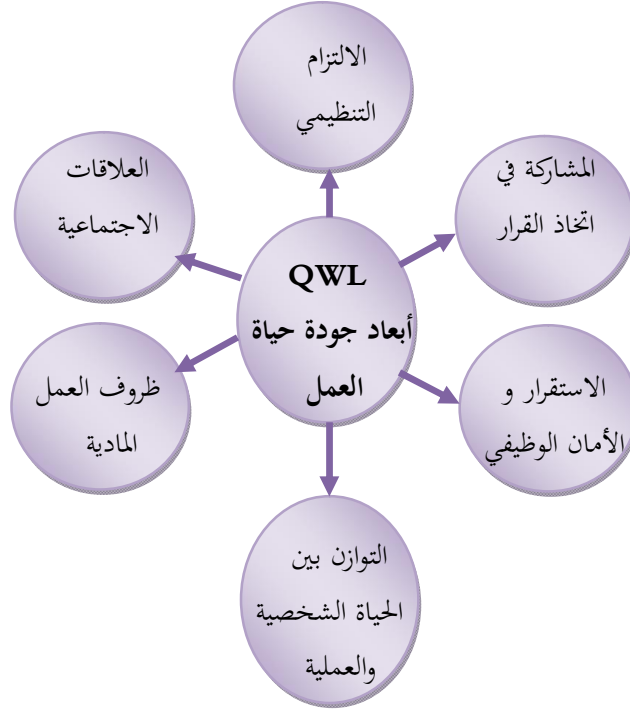 الالتزام
التنظيمي
المشاركة في
اتخاذ القرار
العلاقات
الاجتماعية
QWL
أبعاد جودة حياة
العمل
الاستقرار و
الأمان الوظيفي
ظروف العمل
المادية
التوازن بين
الحياة الشخصية
والعملية